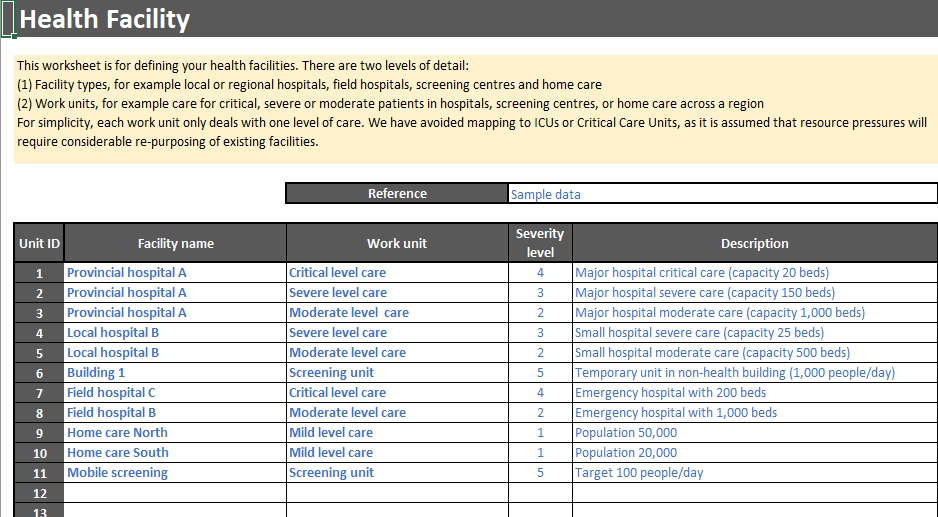 Health Facility
This worksheet is for defining your health facilities. There are two levels of detail:
(1) Facility types, for example local or regional hospitals, field hospitals, screening centres and home care
(2) Work units, for example care for critical, severe or moderate patients in hospitals, screening centres, or home care across a region
For simplicity, each work unit only deals with one level of care. We have avoided mapping to ICUs or Critical Care Units, as it is assumed that resource pressures will
require considerable re-purposing of existing facilities.
Reference Sample data
Unit ID Facility name Work unit Severity level Description
1 Provincial hospital A Critical level care 4 Major hospital critical care (capacity 20 beds)
2 Provincial hospital A Severe level care 3 Major hospital severe care (capacity 150 beds)
3 Provincial hospital A Moderate level  care 2 Major hospital moderate care (capacity 1,000 beds)
4 Local hospital B Severe level care 3 Small hospital severe care (capacity 25 beds)
5 Local hospital B Moderate level care 2 Small hospital moderate care (capacity 500 beds)
6 Building 1 Screening unit 5 Temporary unit in non-health building (1,000 people/day)
7 Field hospital C Critical level care 4 Emergency hospital with 200 beds
8 Field hospital B Moderate level care 2 Emergency hospital with 1,000 beds
9 Home care North Mild level care 1 Population 50,000
10 Home care South Mild level care 1 Population 20,000
11 Mobile screening Screening unit 5 Target 100 people/day
12
13